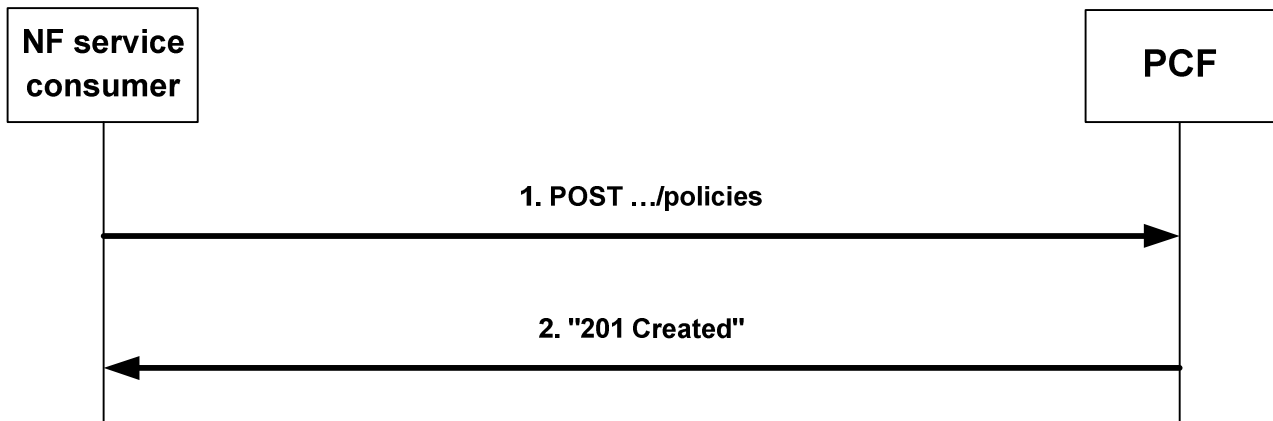 NF service
consumer
PCF
1. POST …/policies
2. "201 Created"